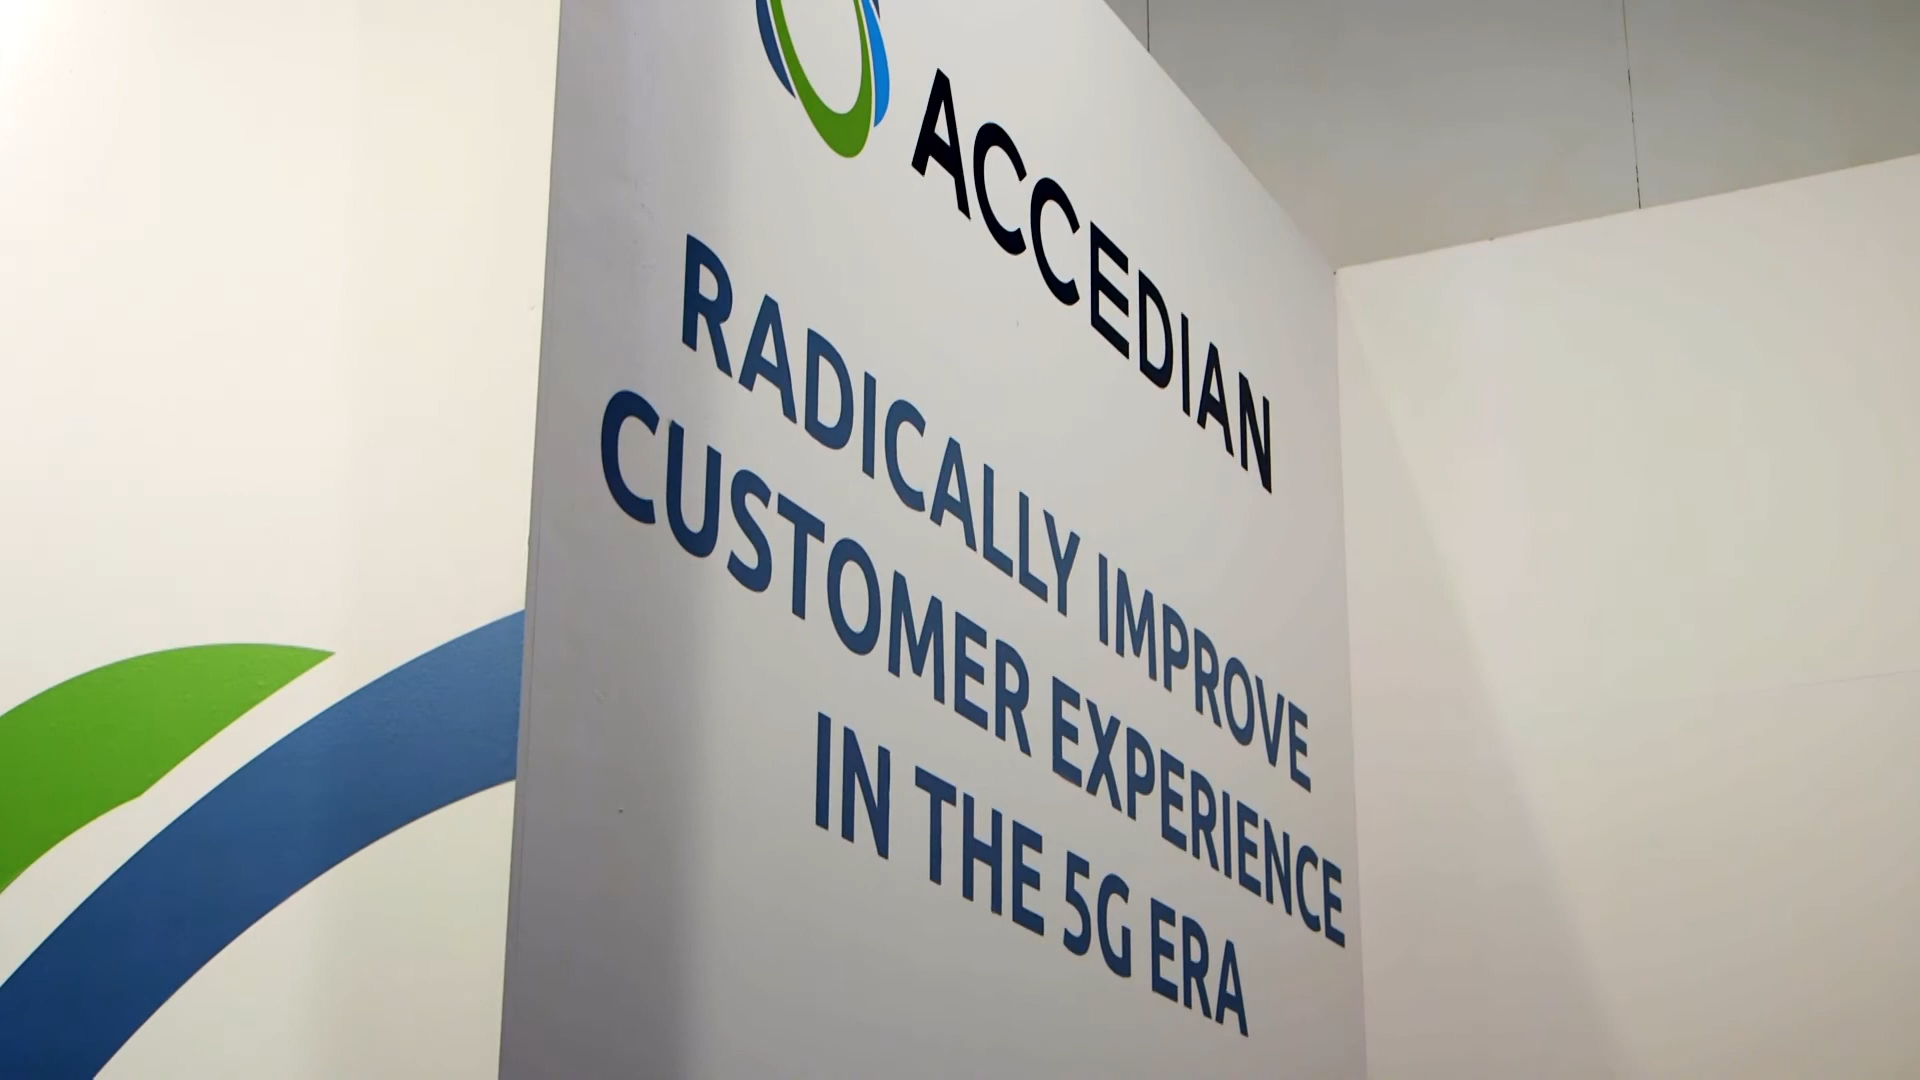 ACCEDIAN
RADICALLY IMPROVE
CUSTOMER EXPERIENCE
IN THE 5G ERA